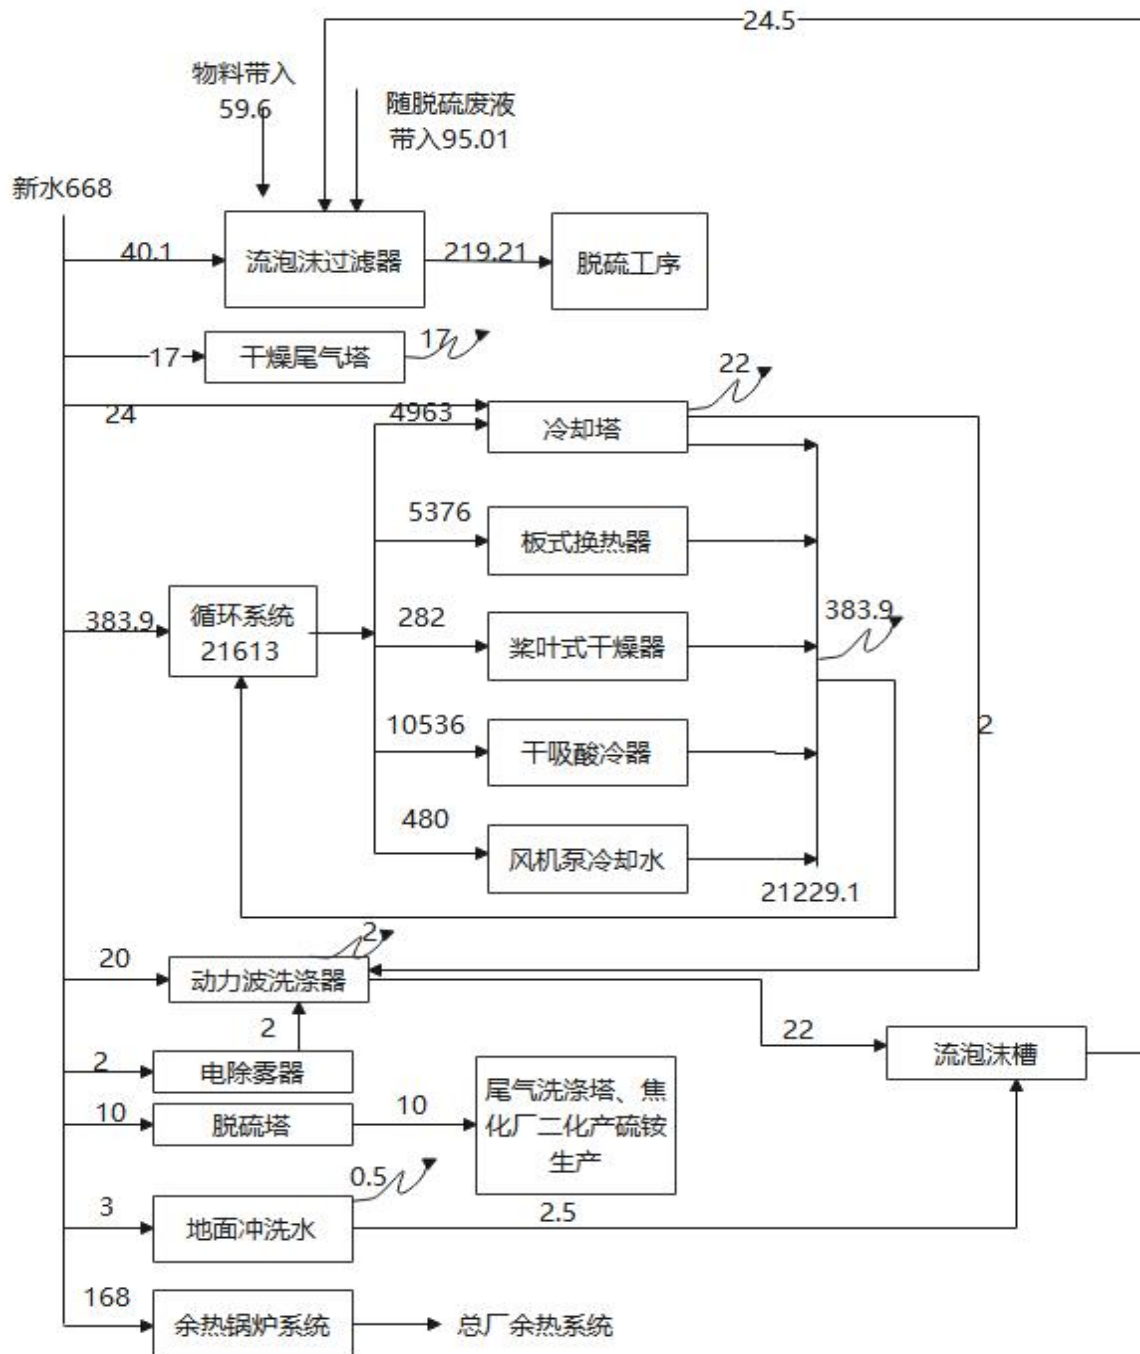 24.5
物料带入
59.6
随脱硫废液
带入95.01
新水668
40.1
流泡沫过滤器
219.21
脱硫工序
17
干燥尾气塔
17
22
24
4963
冷却塔
5376
板式换热器
383.9
循环系统
21613
282
桨叶式干燥器
383.9
10536
干吸酸冷器
2
480
风机泵冷却水
21229.1
2
20
动力波洗涤器
2
22
流泡沫槽
2
电除雾器
10
脱硫塔
10
尾气洗涤塔、焦
化厂二化产硫铵
生产
0.5
3
地面冲洗水
2.5
168
余热锅炉系统
总厂余热系统